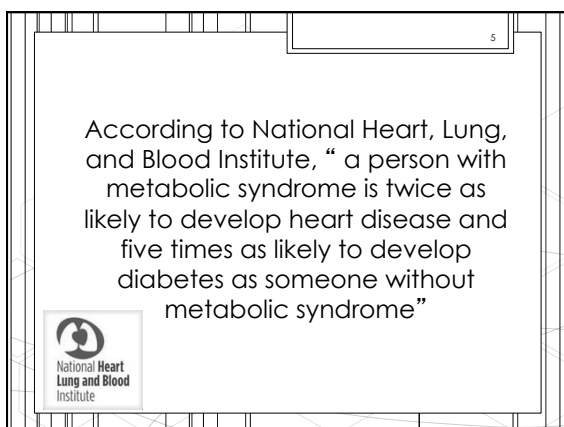 5
According to National Heart, Lung,
and Blood Institute, “ a person with
metabolic syndrome is twice as
likely to develop heart disease and
five times as likely to develop
diabetes as someone without
metabolic syndrome”
National Heart
Lung and Blood
Institute